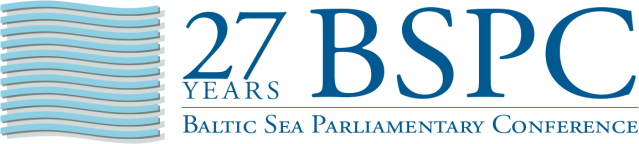 27 BSPC
YEARS
BALTIC SEA PARLIAMENTARY CONFERENCE